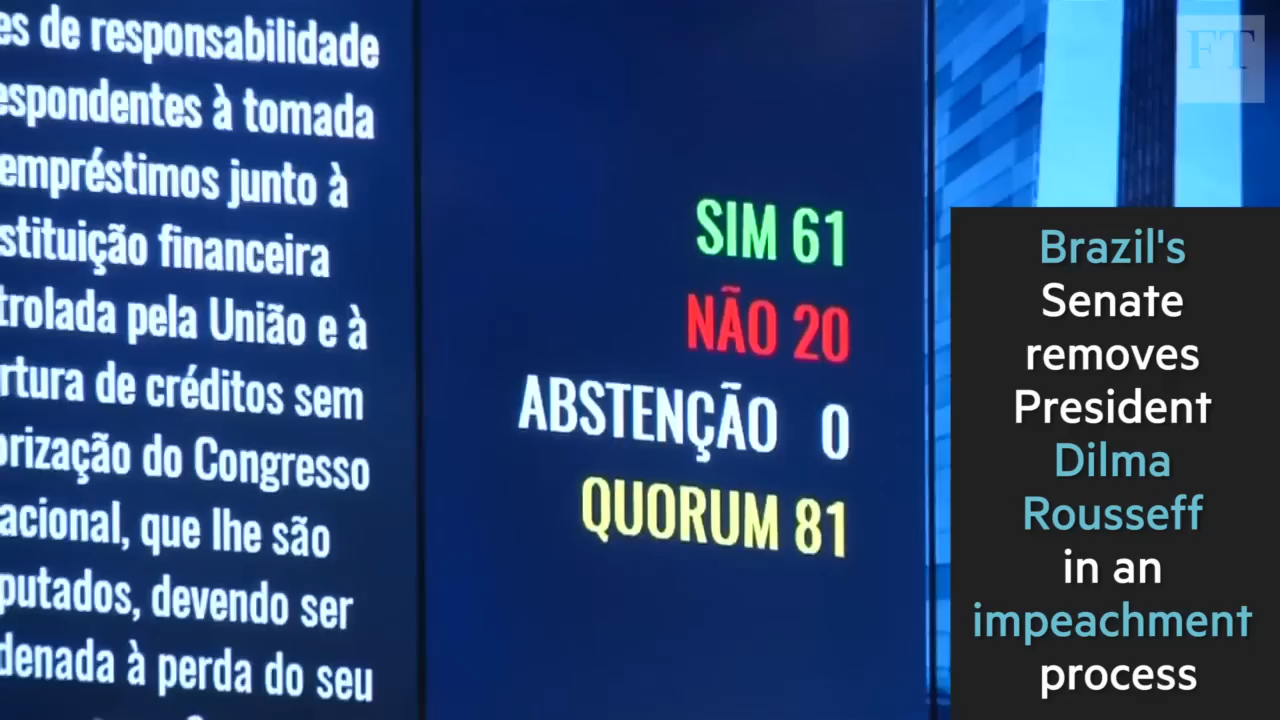 es de responsabilidade
espondentes à tomada
empréstimos junto à
stituição financeira
trolada pela União e à
rtura de créditos sem
orização do Congresso
acional, que lhe são
putados, devendo ser
denada à perda do seu
SIM 61
NÃO 20
ABSTENÇÃO 0
QUORUM 81
FT
Brazil's
Senate
removes
President
Dilma
Rousseff
in an
impeachment
process